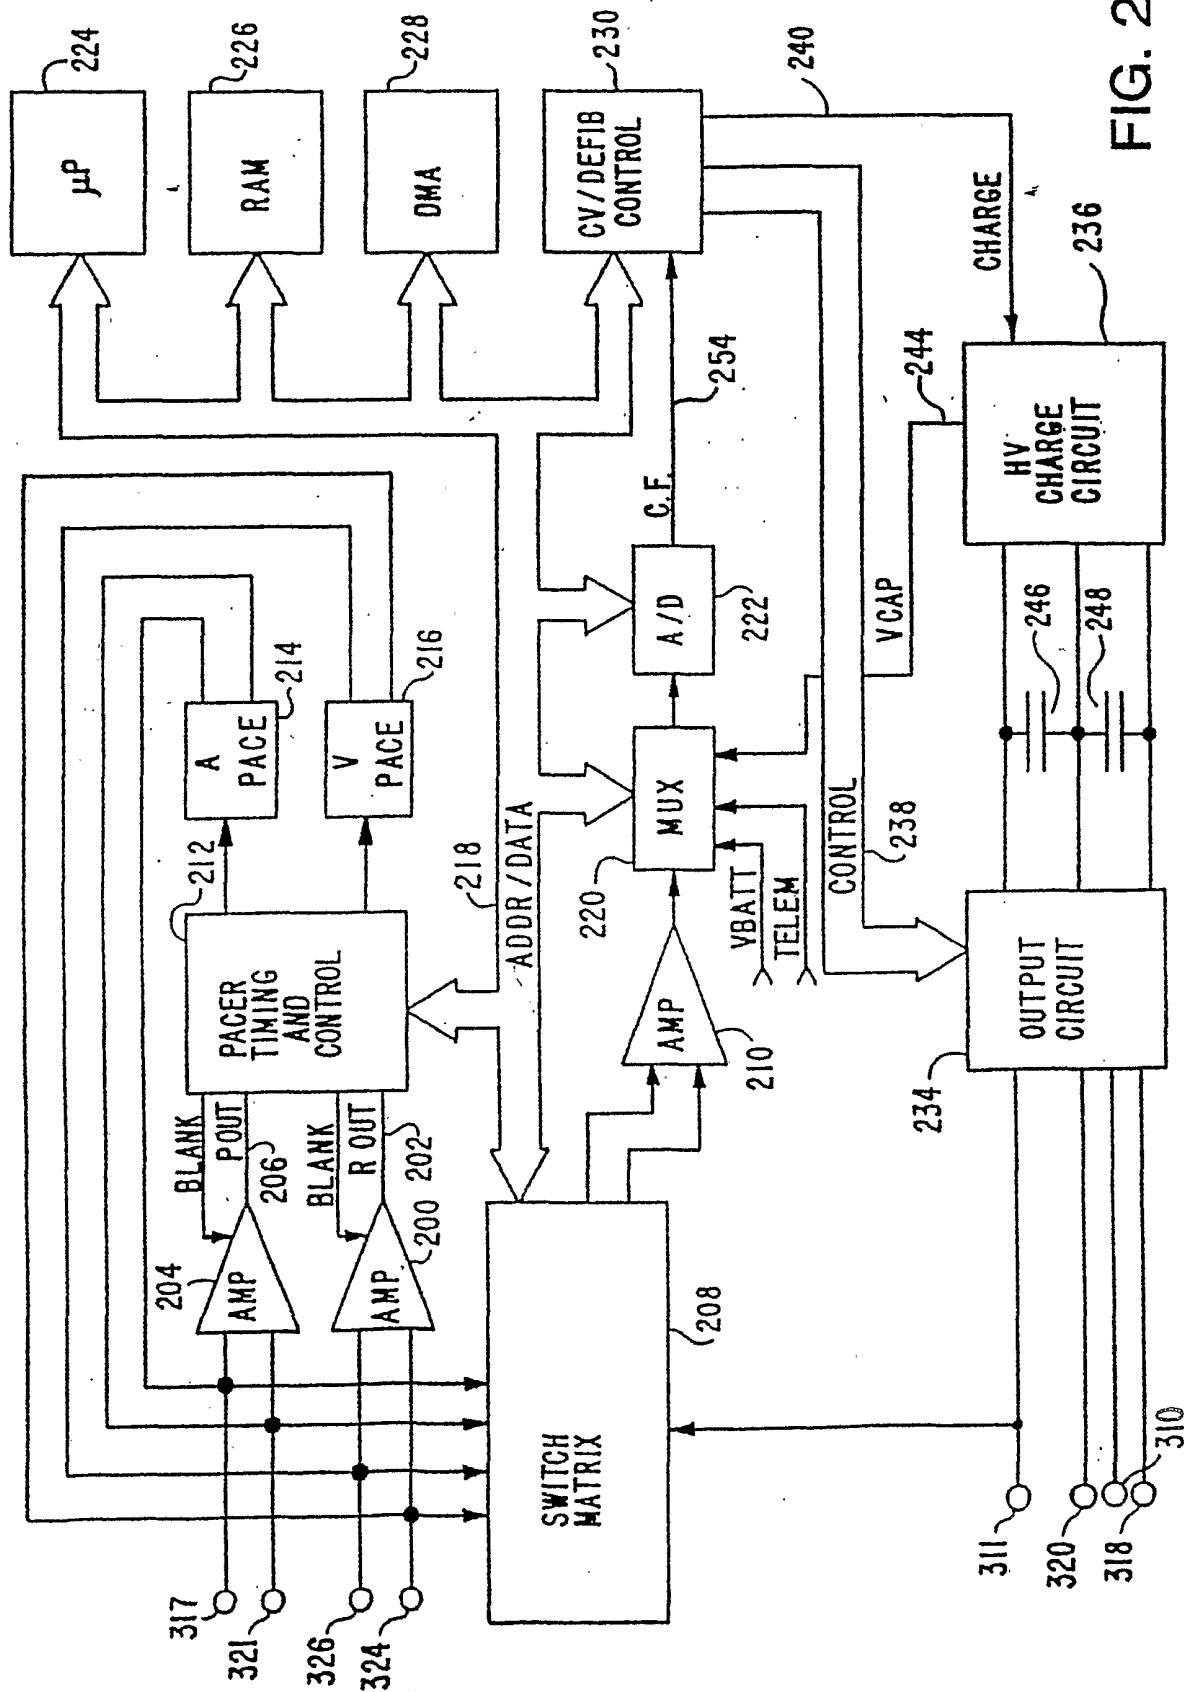 224
µP
226
RAM
228
DMA
230
CV/DEFIB
CONTROL
240
CHARGE
236
HV
CHARGE
CIRCUIT
244
254
C.F.
A/D
222
VCAP
246
248
A
PACE
214
V
PACE
216
212
PACER
TIMING
AND
CONTROL
218
ADDR/DATA
MUX
220
VBATT
TELEM
CONTROL
238
AMP
210
OUTPUT
CIRCUIT
234
BLANK
POUT
206
BLANK
R OUT
202
204
AMP
AMP
200
SWITCH
MATRIX
208
317
321
326
324
311
320
318
310
FIG. 2